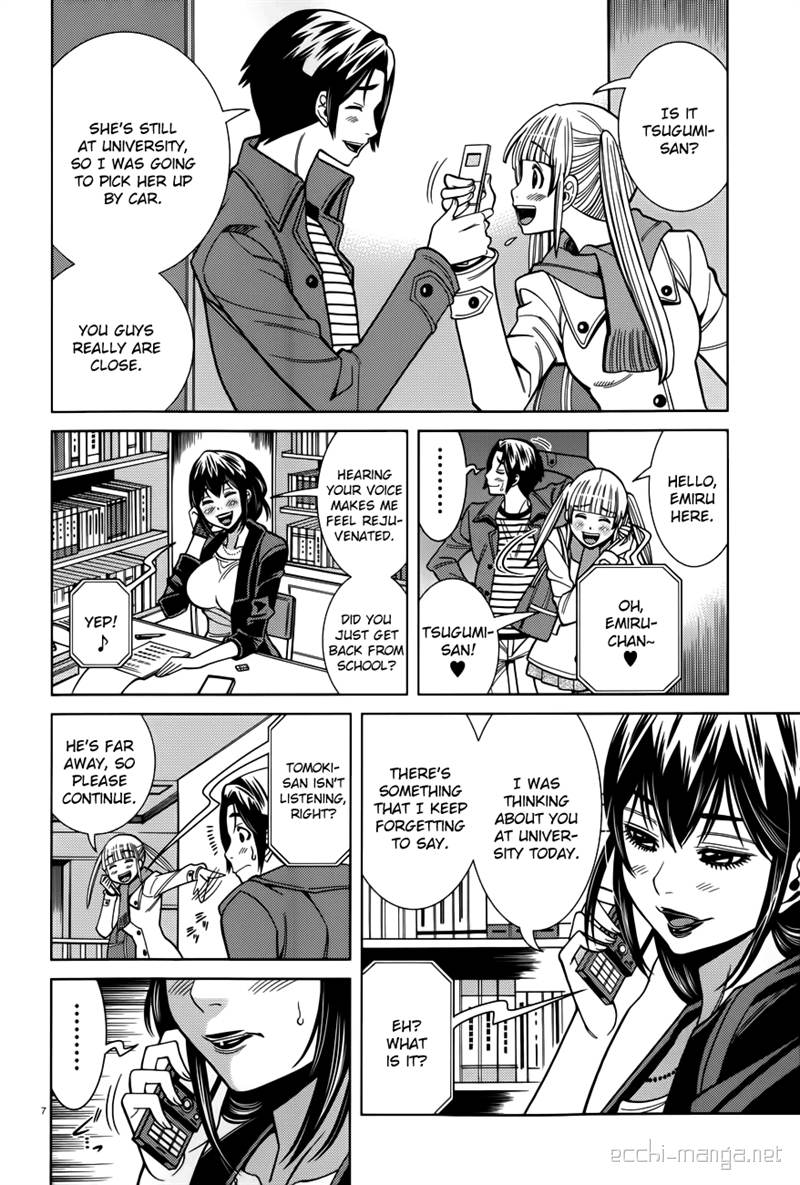 IS IT
TSUGUMI-
SAN?
SHE'S STILL
AT UNIVERSITY,
SO I WAS GOING
TO PICK HER UP
BY CAR.
YOU GUYS
REALLY ARE
CLOSE.
HELLO,
EMIRU
HERE.
OH,
EMIRU-
CHAN~
♥
TSUGUMI-
SAN!
♥
........
HEARING
YOUR VOICE
MAKES ME
FEEL REJU-
VENATED.
DID YOU
JUST GET
BACK FROM
SCHOOL?
YEP!
♪
I WAS
THINKING
ABOUT YOU
AT UNIVER-
SITY TODAY.
THERE'S
SOMETHING
THAT I KEEP
FORGETTING
TO SAY.
EH?
WHAT
IS IT?
TOMOKI-
SAN ISN'T
LISTENING,
RIGHT?
HE'S FAR
AWAY, SO
PLEASE
CONTINUE.
........
7
ecchi-manga.net